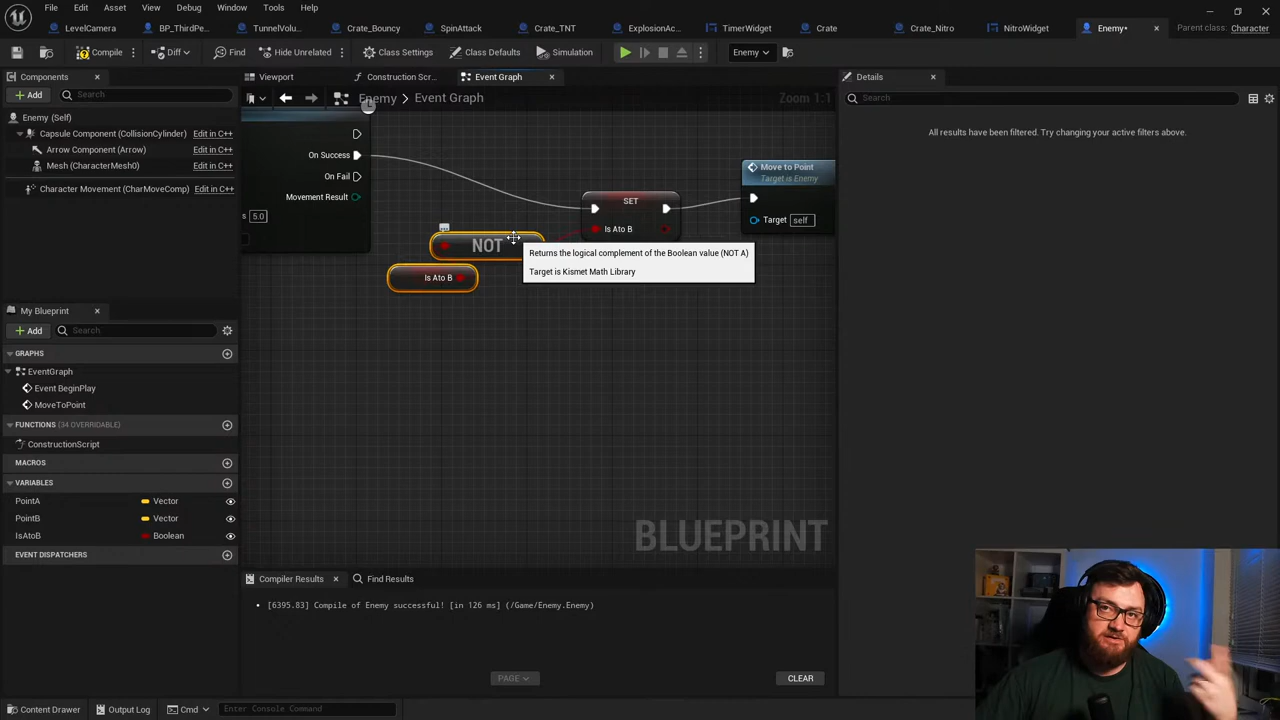 File Edit Asset View Debug Window Tools Help
LevelCamera BP_ThirdPe... TunnelVolu... Crate_Bouncy SpinAttack Crate_TNT ExplosionAc... TimerWidget Crate Crate_Nitro NitroWidget Enemy• Parent class: Character
Compile Diff Find Hide Unrelated Class Settings Class Defaults Simulation Enemy
Components Viewport Construction Scr... Event Graph Details
Add Search Enemy > Event Graph Zoom 1:1 Search
Enemy (Self)
Capsule Component (CollisionCylinder) Edit in C++
Arrow Component (Arrow) Edit in C++
Mesh (CharacterMesh0) Edit in C++
Character Movement (CharMoveComp) Edit in C++
All results have been filtered. Try changing your active filters above.
On Success
On Fail
Movement Result
5.0
NOT
Is Ato B
SET
Is Ato B
Move to Point
Target is Enemy
Target self
Returns the logical complement of the Boolean value (NOT A)
Target is Kismet Math Library
My Blueprint
Add Search
GRAPHS
EventGraph
Event BeginPlay
MoveToPoint
FUNCTIONS (34 OVERRIDABLE)
ConstructionScript
MACROS
VARIABLES
PointA Vector
PointB Vector
IsAtoB Boolean
EVENT DISPATCHERS
BLUEPRINT
Compiler Results Find Results
[6395.83] Compile of Enemy successful! [in 126 ms] (/Game/Enemy.Enemy)
PAGE CLEAR
Content Drawer Output Log Cmd Enter Console Command